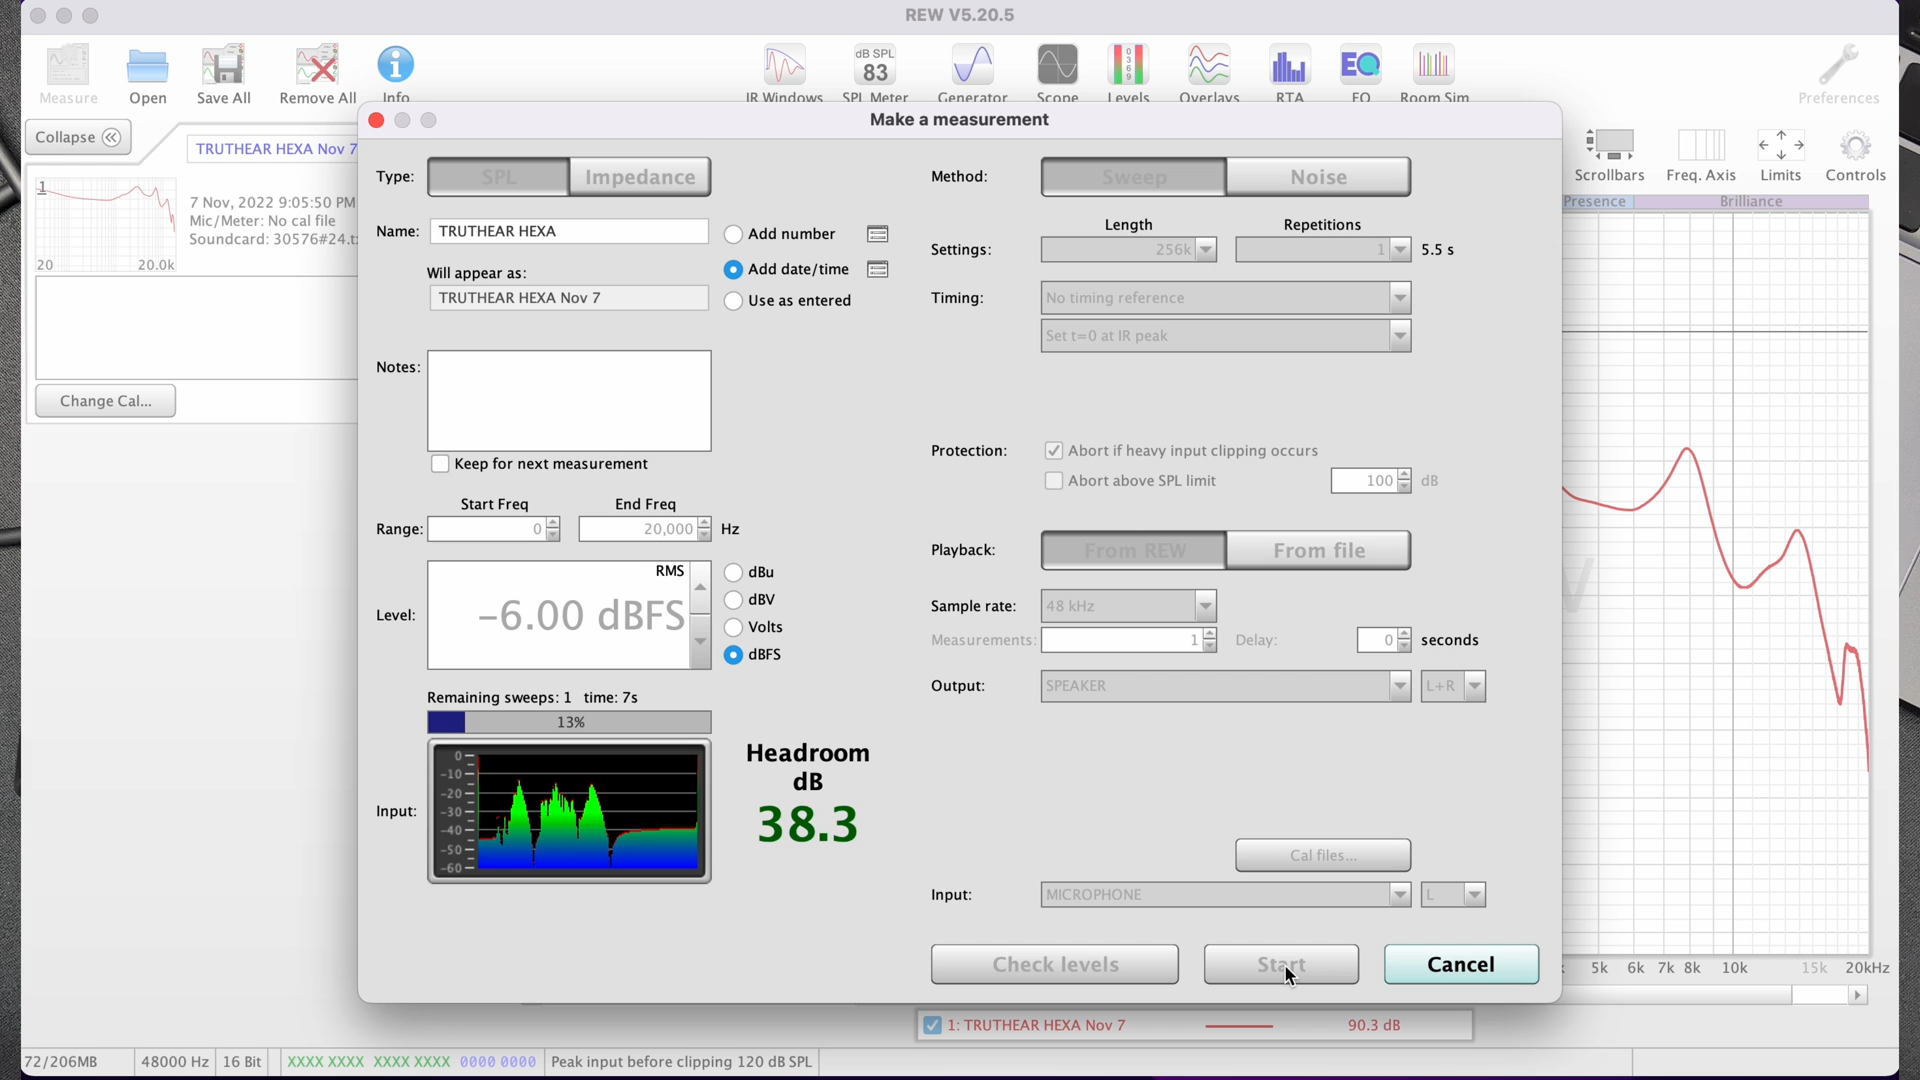 REW V5.20.5
Measure
Open
Save All
Remove All
Info
IR Windows
dB SPL
83
SPL Meter
Generator
Scope
0 3 6 9
Levels
Overlays
RTA
EQ
EQ
Room Sim
Preferences
Collapse
TRUTHEAR HEXA Nov 7
1
20
20.0k
7 Nov, 2022 9:05:50 PM
Mic/Meter: No cal file
Soundcard: 30576#24.t
Change Cal...
Make a measurement
Type:
SPL
Impedance
Name:
TRUTHEAR HEXA
Add number
Will appear as:
Add date/time
TRUTHEAR HEXA Nov 7
Use as entered
Notes:
Keep for next measurement
Start Freq
End Freq
Range:
0
20,000
Hz
Level:
RMS
-6.00 dBFS
dBu
dBV
Volts
dBFS
Remaining sweeps: 1 time: 7s
13%
Input:
0
-10
-20
-30
-40
-50
-60
Headroom
dB
38.3
Method:
Sweep
Noise
Length
Repetitions
Settings:
256k
1
5.5 s
Timing:
No timing reference
Set t=0 at IR peak
Protection:
Abort if heavy input clipping occurs
Abort above SPL limit
100
dB
Playback:
From REW
From file
Sample rate:
48 kHz
Measurements:
1
Delay:
0
seconds
Output:
SPEAKER
L+R
Cal files...
Input:
MICROPHONE
L
Check levels
Start
Cancel
Scrollbars
Freq. Axis
Limits
Controls
Presence
Brilliance
5k 6k 7k 8k 10k 15k 20kHz
1: TRUTHEAR HEXA Nov 7
90.3 dB
72/206MB
48000 Hz
16 Bit
XXXX XXXX XXXX XXXX 0000 0000
Peak input before clipping 120 dB SPL